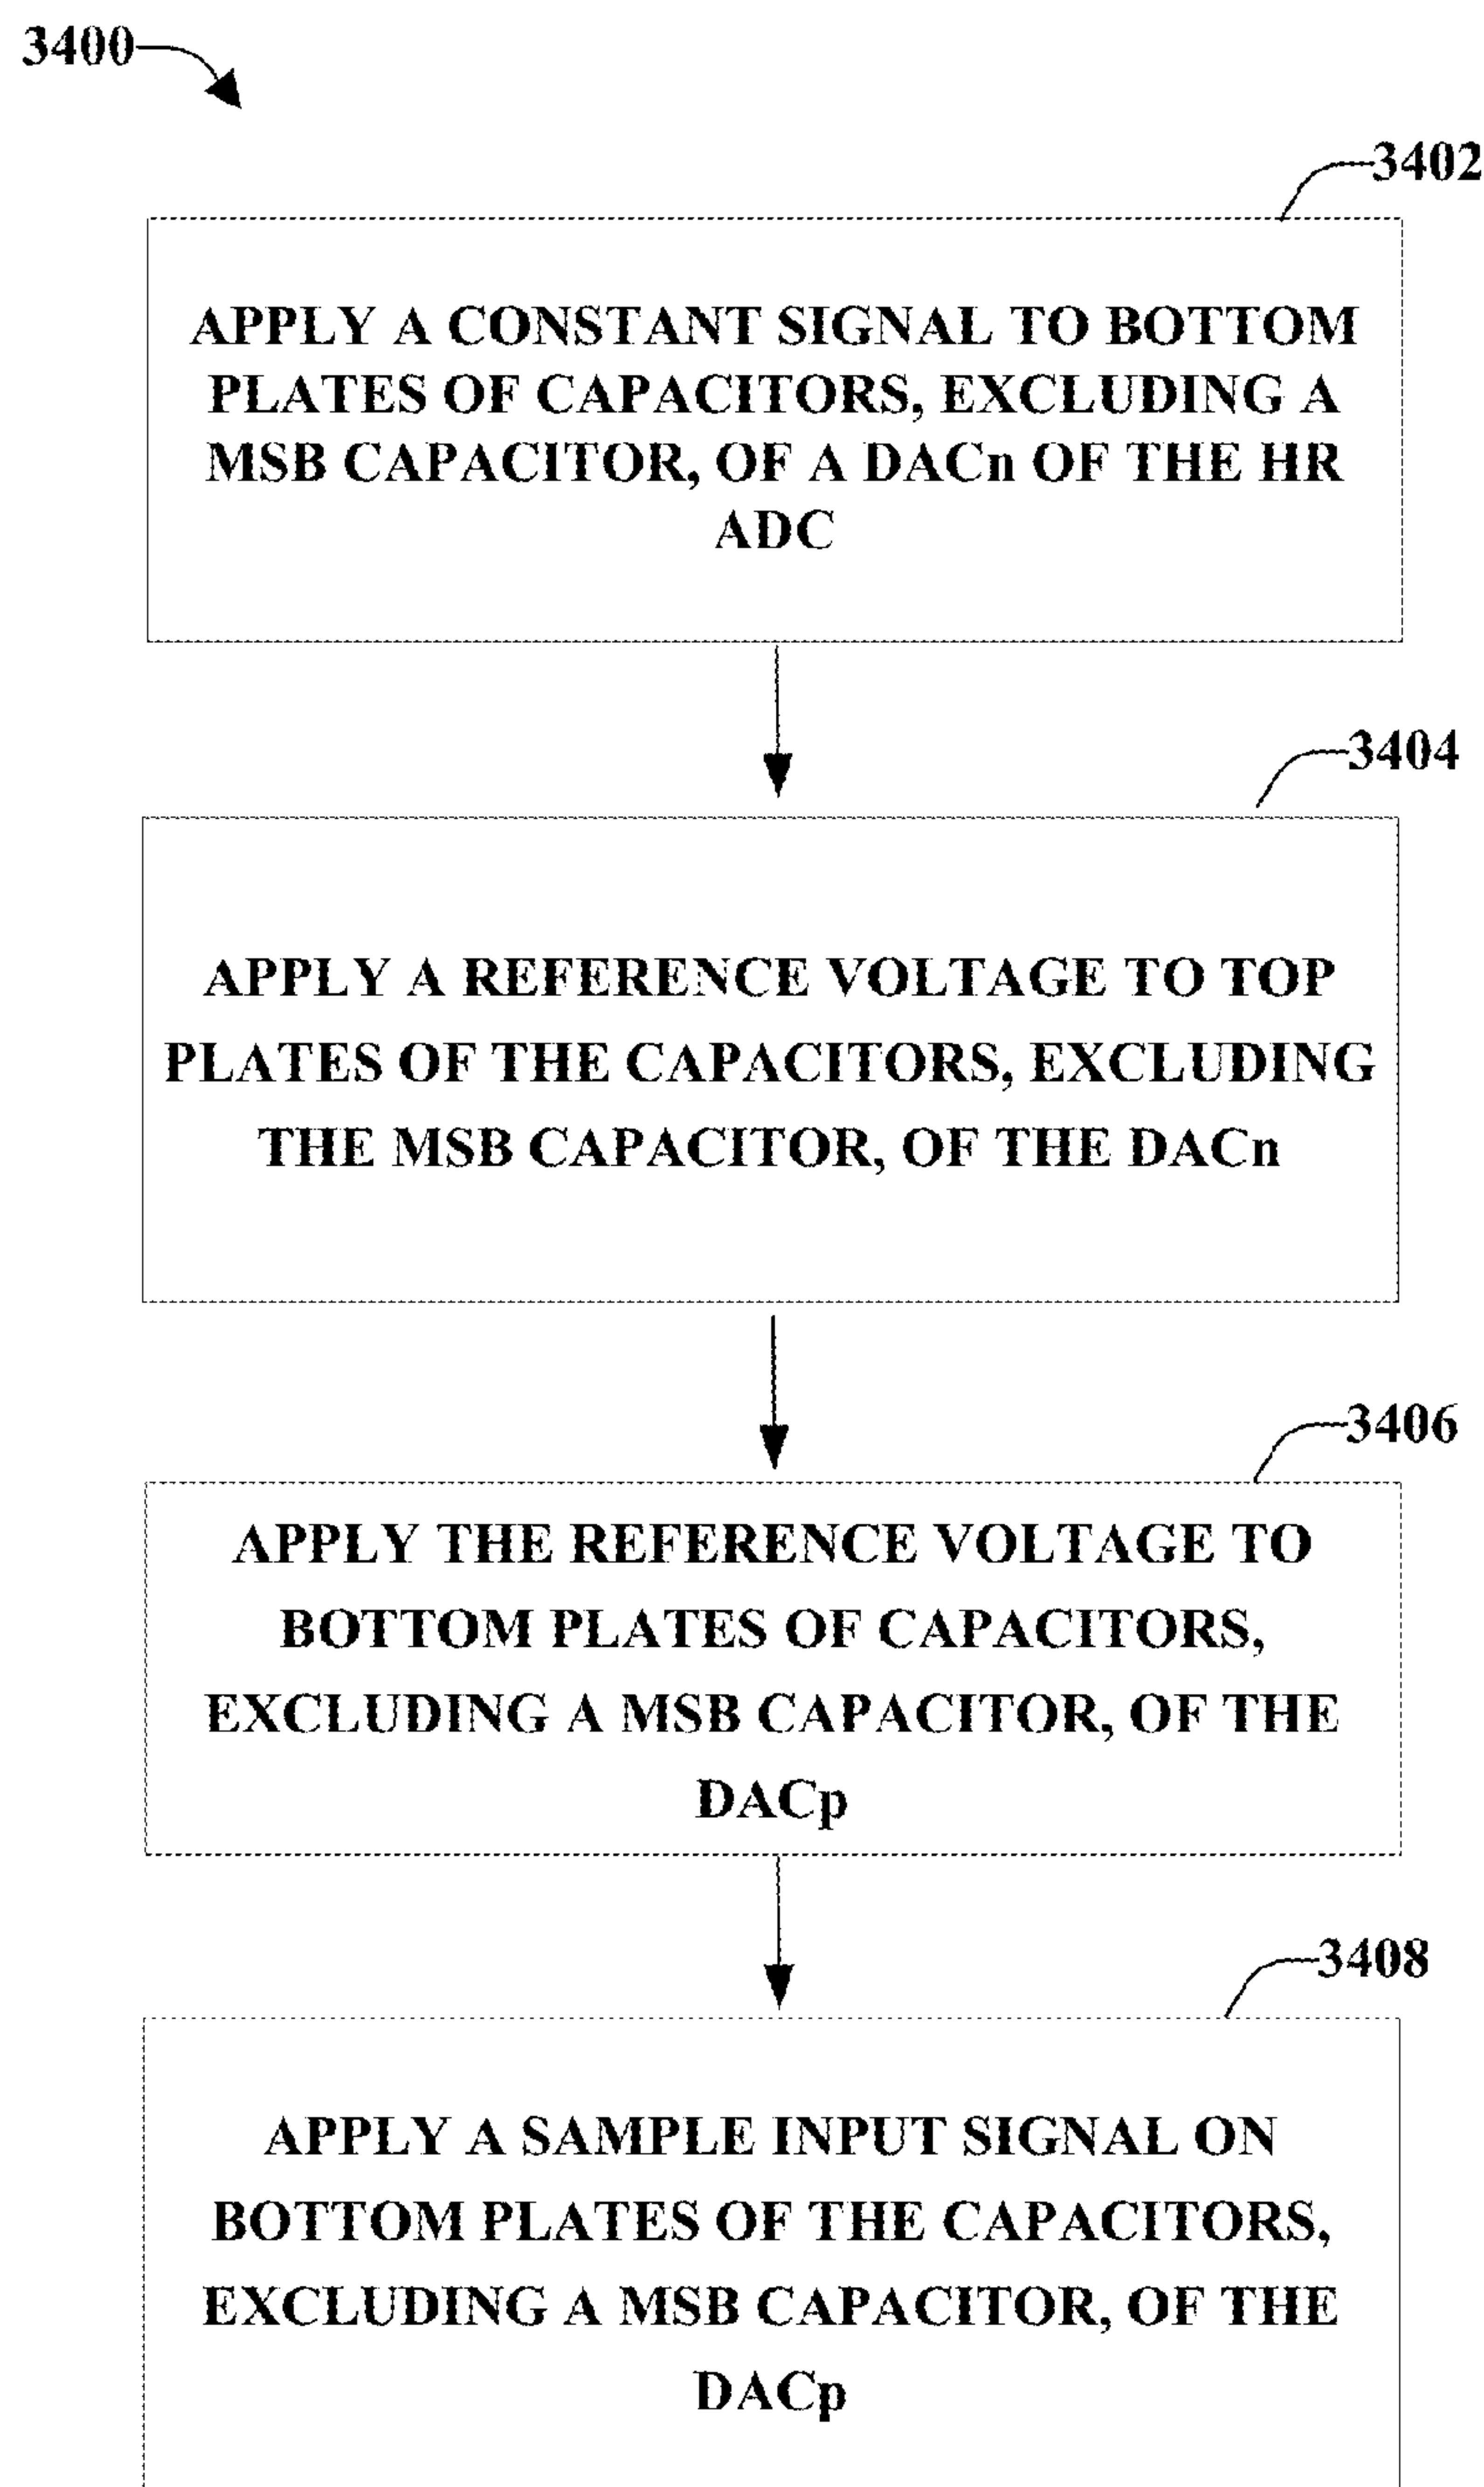 3400
3402
APPLY A CONSTANT SIGNAL TO BOTTOM
PLATES OF CAPACITORS, EXCLUDING A
MSB CAPACITOR, OF A DACn OF THE HR
ADC
3404
APPLY A REFERENCE VOLTAGE TO TOP
PLATES OF THE CAPACITORS, EXCLUDING
THE MSB CAPACITOR, OF THE DACn
3406
APPLY THE REFERENCE VOLTAGE TO
BOTTOM PLATES OF CAPACITORS,
EXCLUDING A MSB CAPACITOR, OF THE
DACp
3408
APPLY A SAMPLE INPUT SIGNAL ON
BOTTOM PLATES OF THE CAPACITORS,
EXCLUDING A MSB CAPACITOR, OF THE
DACp